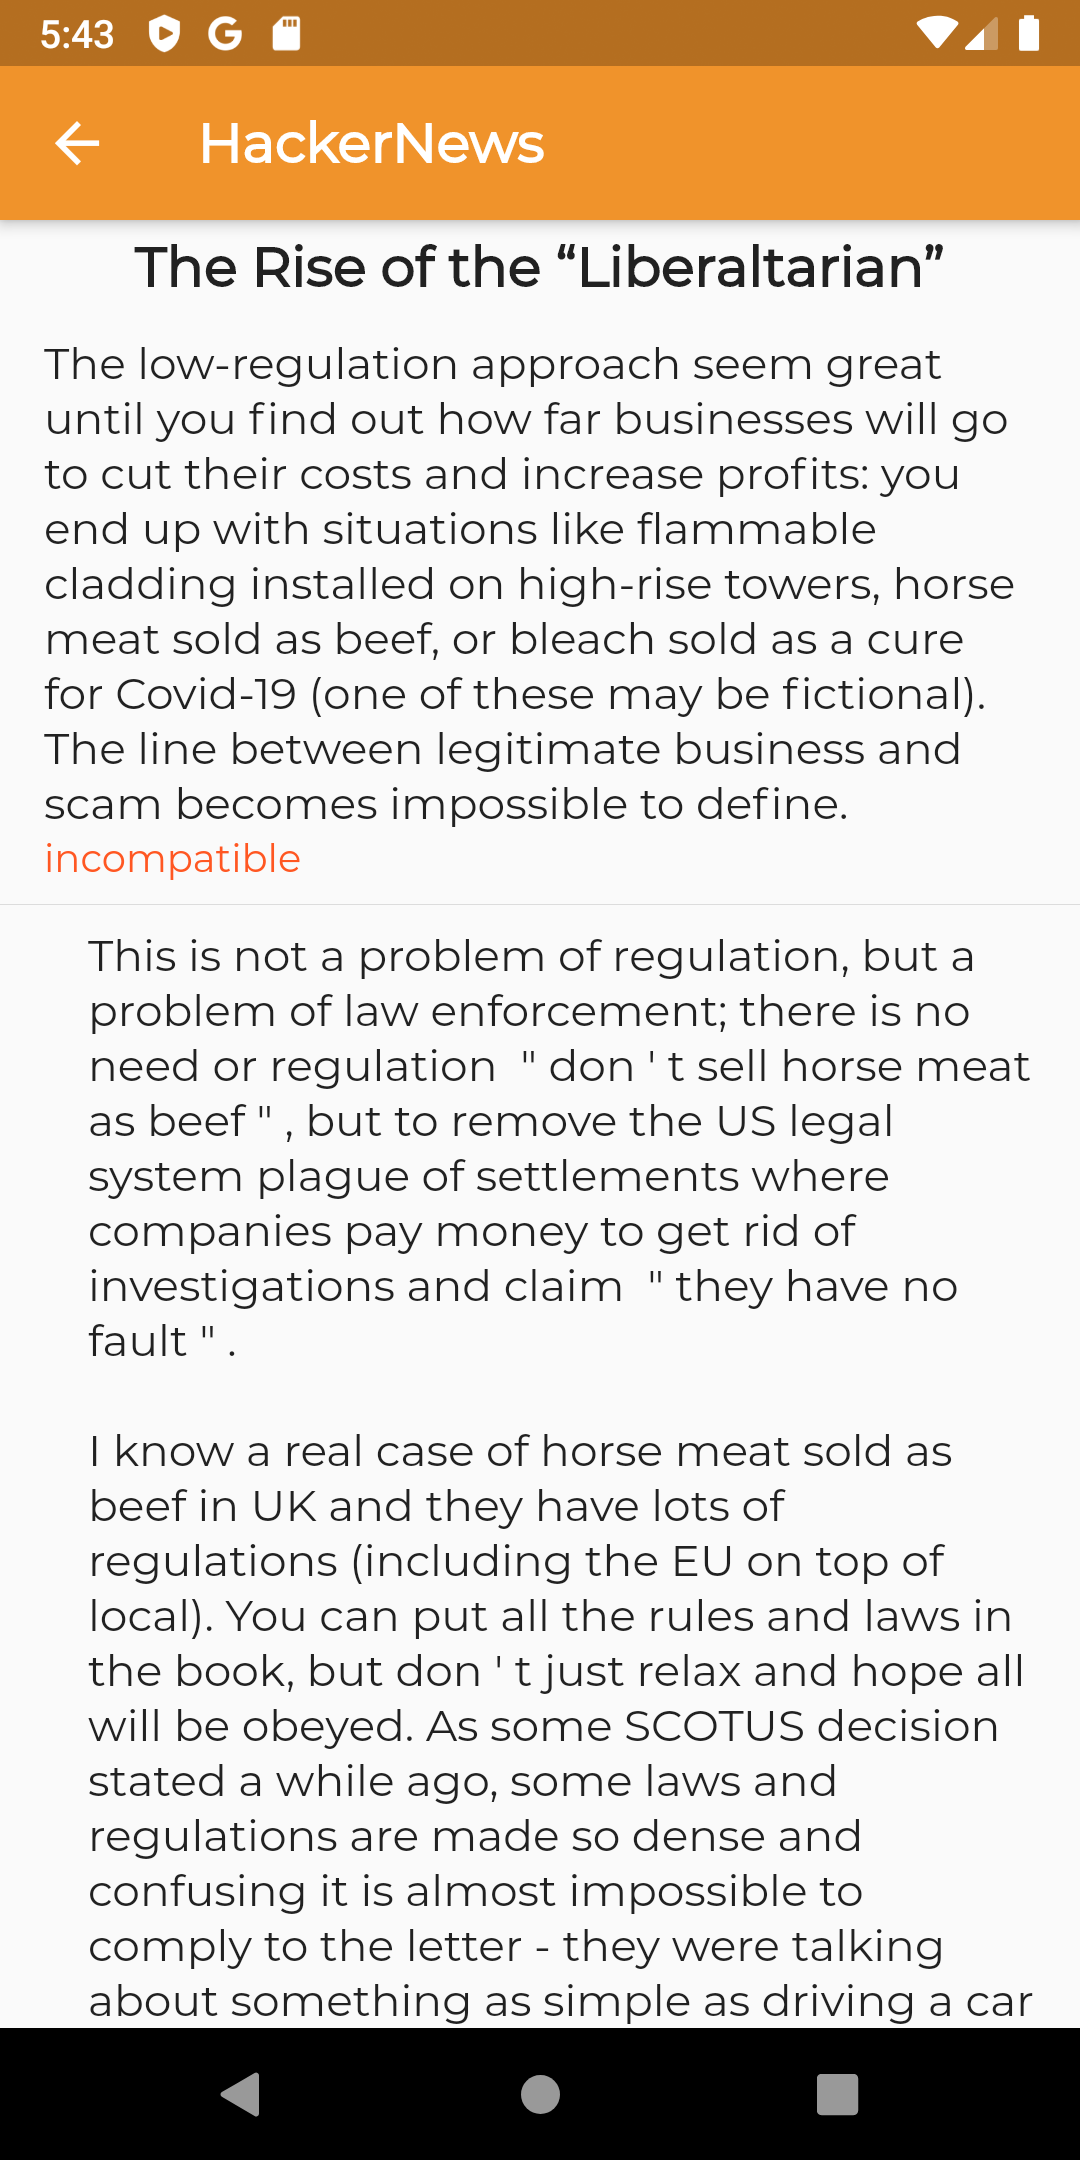 5:43
HackerNews
The Rise of the “Liberaltarian”
The low-regulation approach seem great
until you find out how far businesses will go
to cut their costs and increase profits: you
end up with situations like flammable
cladding installed on high-rise towers, horse
meat sold as beef, or bleach sold as a cure
for Covid-19 (one of these may be fictional).
The line between legitimate business and
scam becomes impossible to define.
incompatible
This is not a problem of regulation, but a
problem of law enforcement; there is no
need or regulation  " don ' t sell horse meat
as beef " , but to remove the US legal
system plague of settlements where
companies pay money to get rid of
investigations and claim  " they have no
fault " .
I know a real case of horse meat sold as
beef in UK and they have lots of
regulations (including the EU on top of
local). You can put all the rules and laws in
the book, but don ' t just relax and hope all
will be obeyed. As some SCOTUS decision
stated a while ago, some laws and
regulations are made so dense and
confusing it is almost impossible to
comply to the letter - they were talking
about something as simple as driving a car